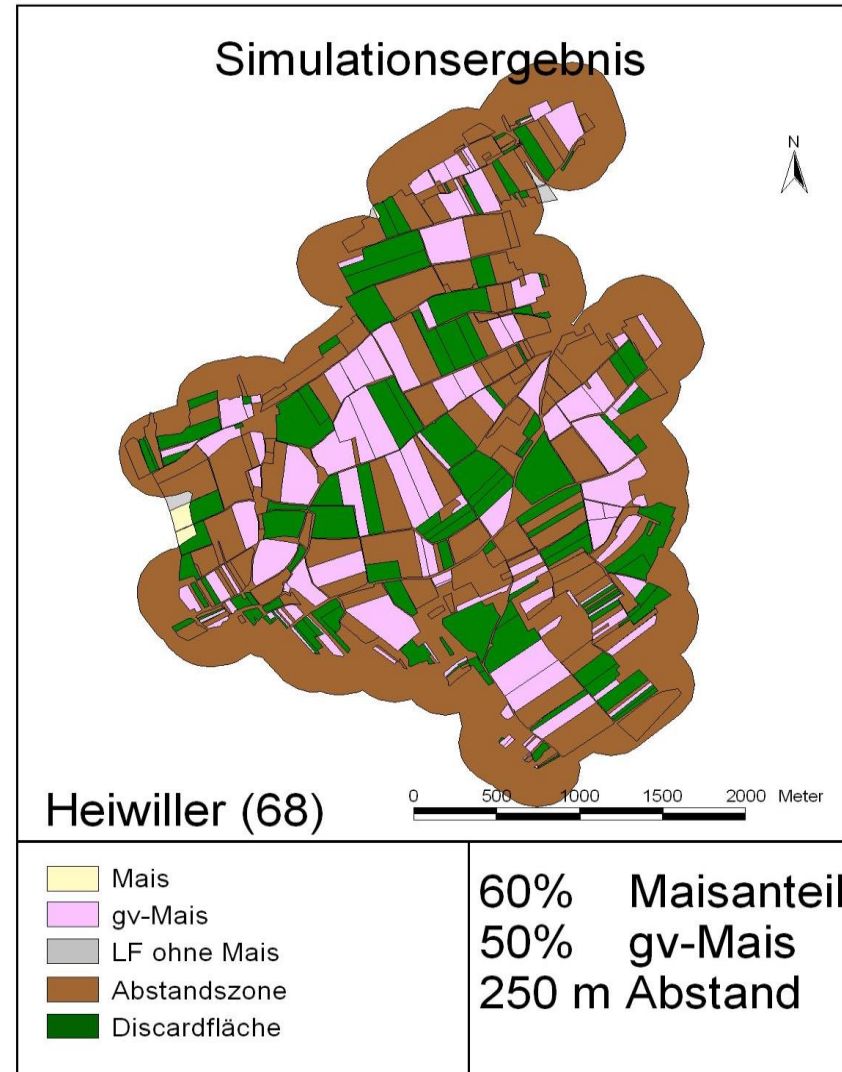 Simulationsergebnis
N
Heiwiller (68)
0 500 1000 1500 2000 Meter
Mais
gv-Mais
LF ohne Mais
Abstandszone
Discardfläche
60% Maisanteil
50% gv-Mais
250 m Abstand